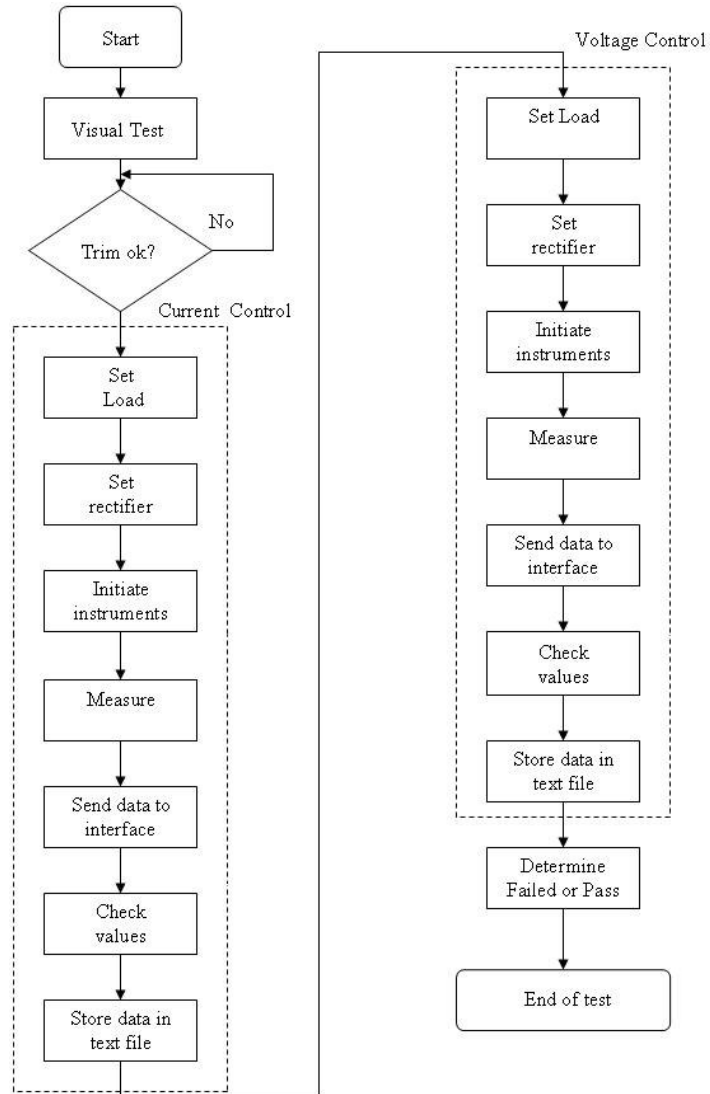 Start
Visual Test
No
Trim ok?
Current Control
Set
Load
Set
rectifier
Initiate
instruments
Measure
Send data to
interface
Check
values
Store data in
text file
Voltage Control
Set Load
Set
rectifier
Initiate
instruments
Measure
Send data to
interface
Check
values
Store data in
text file
Determine
Failed or Pass
End of test